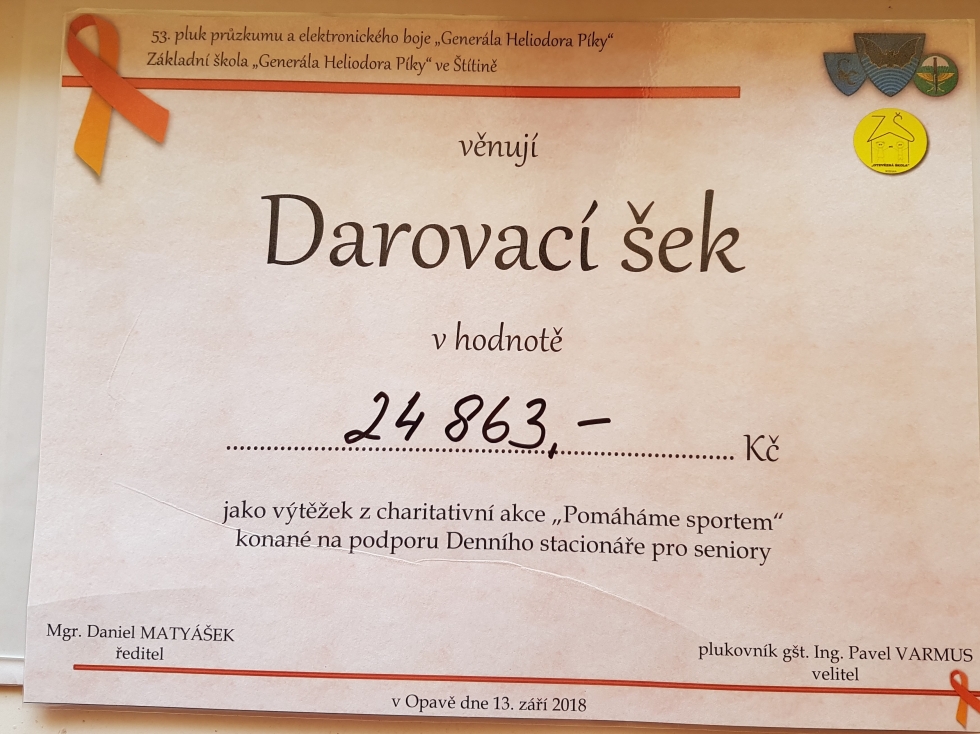 53. pluk průzkumu a elektronického boje „Generála Heliodora Píky“
Základní škola „Generála Heliodora Píky“ ve Štítině
ZŠ
věnují
Darovací šek
v hodnotě
24 863,- Kč
jako výtěžek z charitativní akce „Pomáháme sportem“
konané na podporu Denního stacionáře pro seniory
Mgr. Daniel MATYÁŠEK
ředitel
plukovník gšt. Ing. Pavel VARMUS
velitel
v Opavě dne 13. září 2018